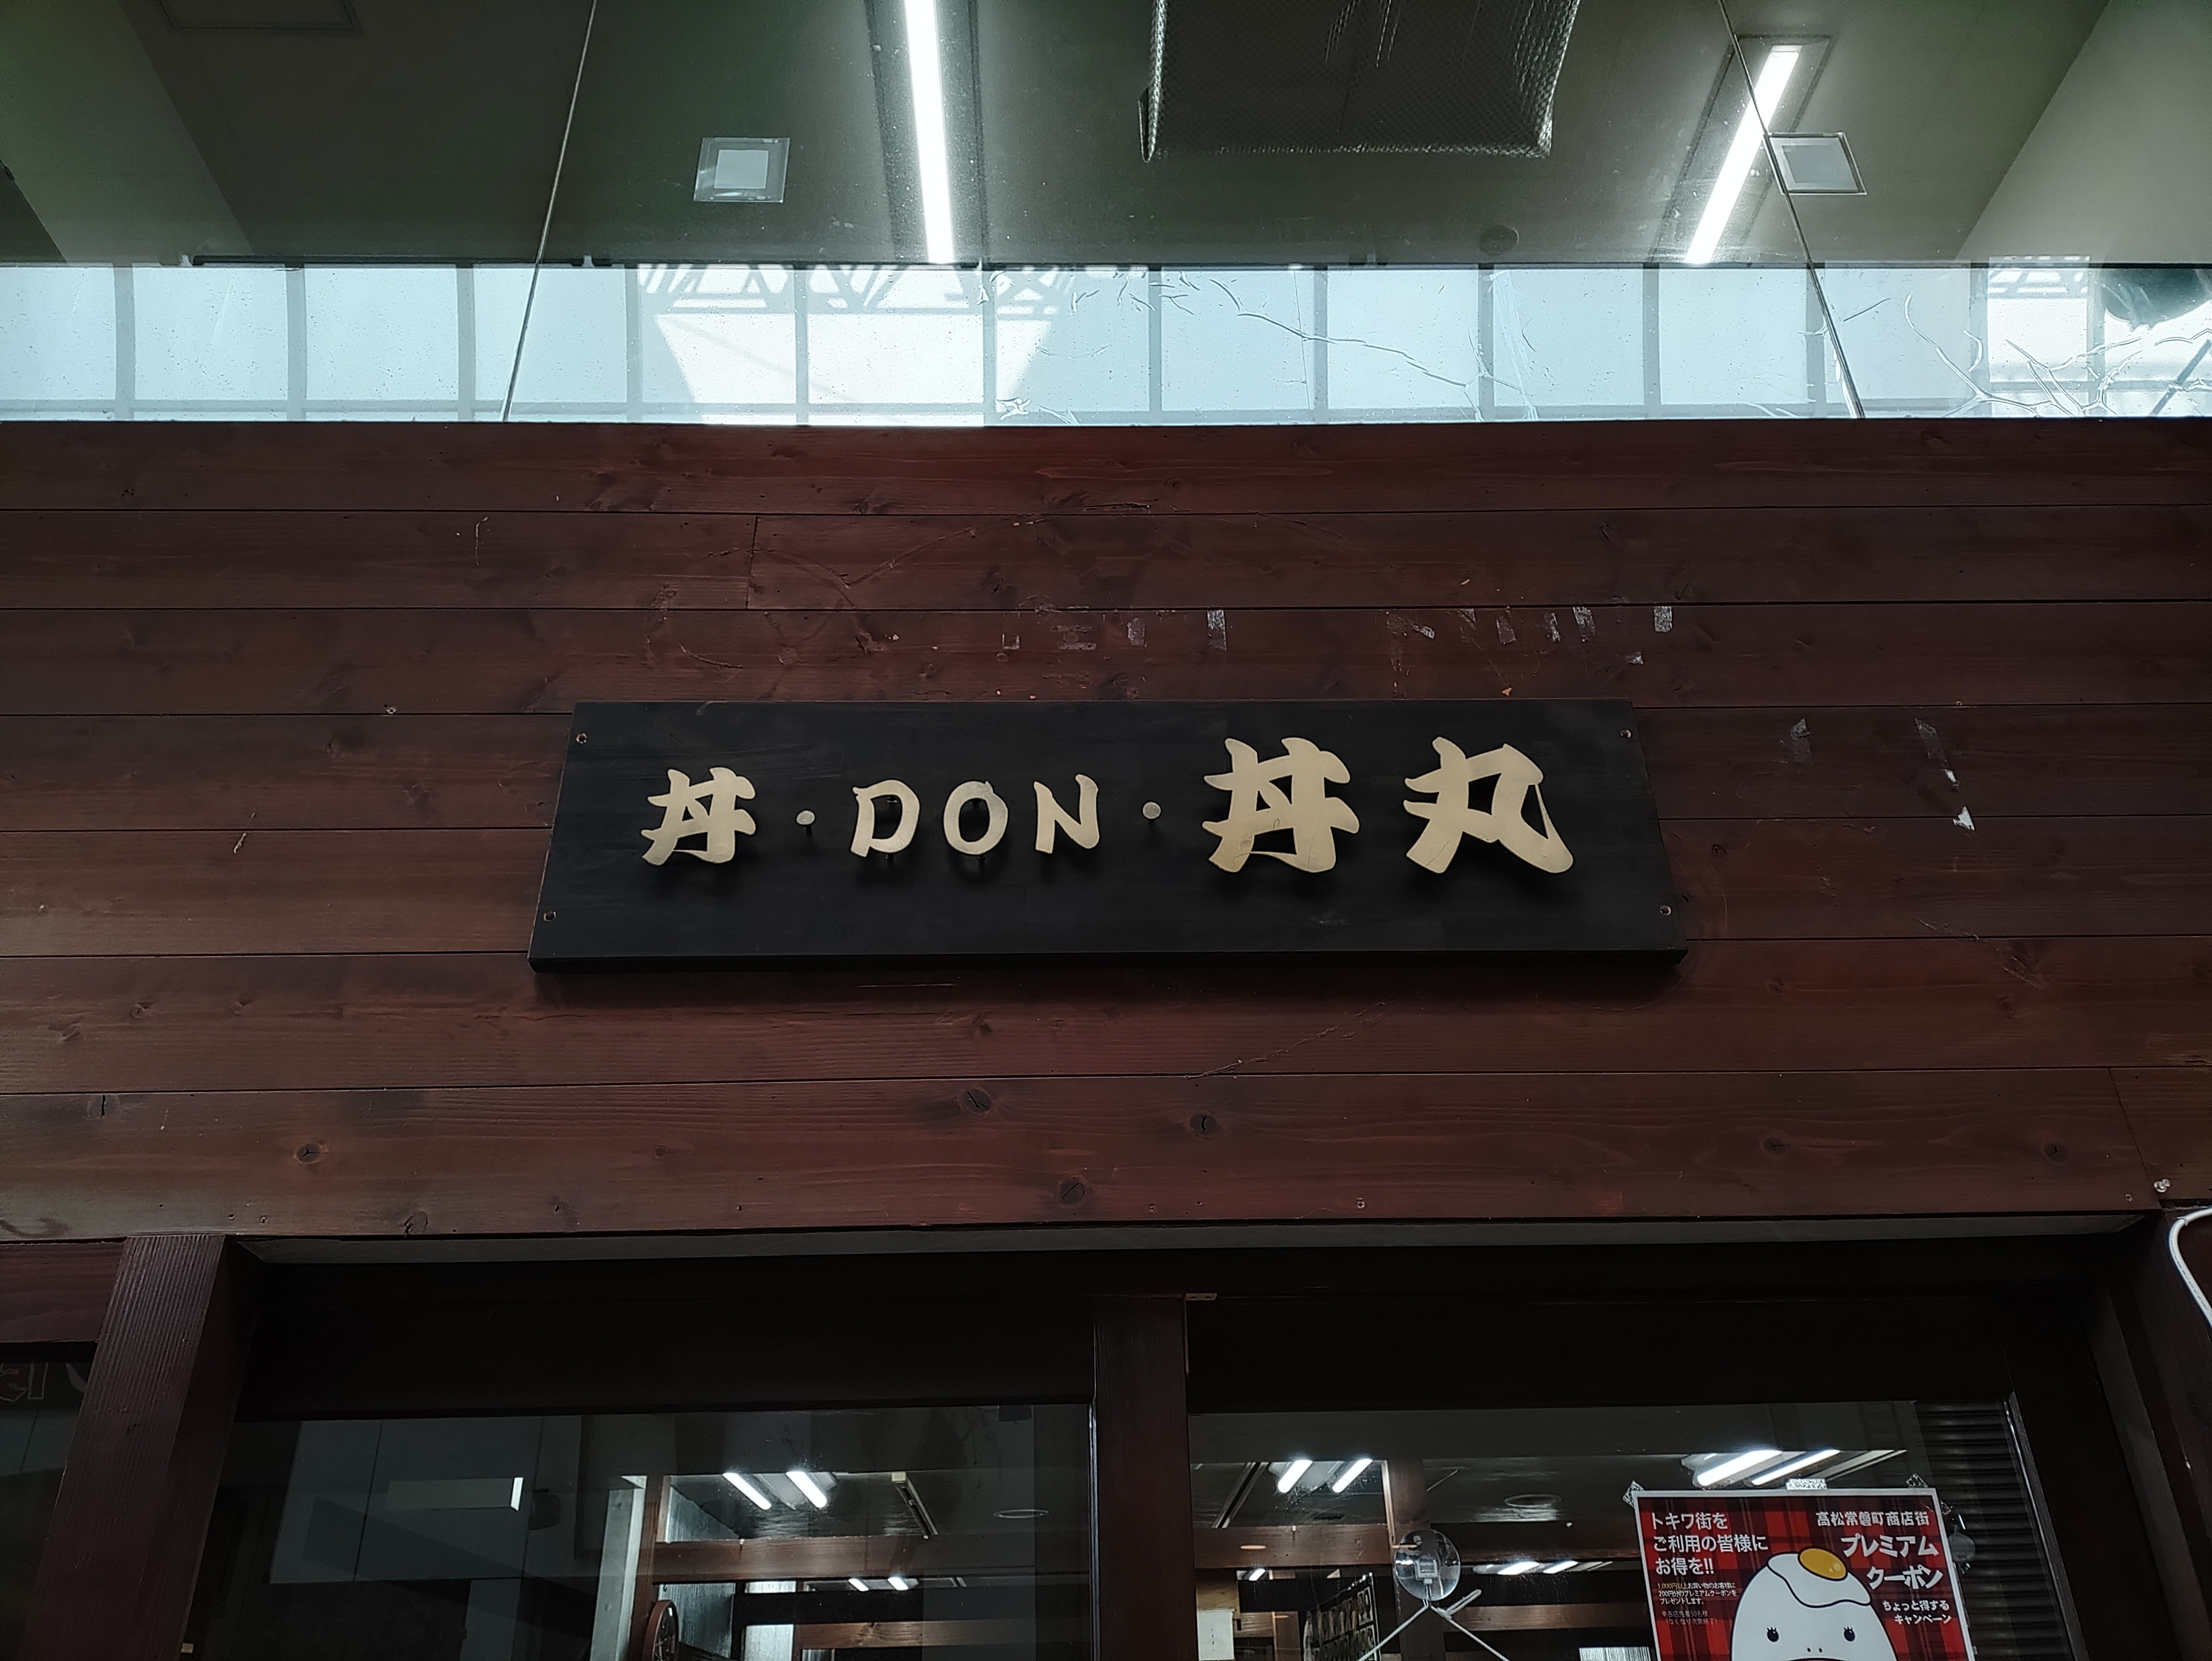 丼・DON・丼丸
トキワ街を
ご利用の皆様に
お得を!!
高松常磐町商店街
プレミアム
クーポン
ちょっと得する
キャンペーン